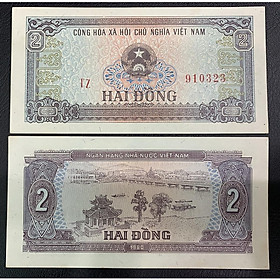 CỘNG HÒA XÃ HỘI CHỦ NGHĨA VIỆT NAM
2
2
ΓZ 910323
HAI ĐỒNG
NGÂN HÀNG NHÀ NƯỚC VIỆT NAM
2
2
HAI ĐỒNG
1980